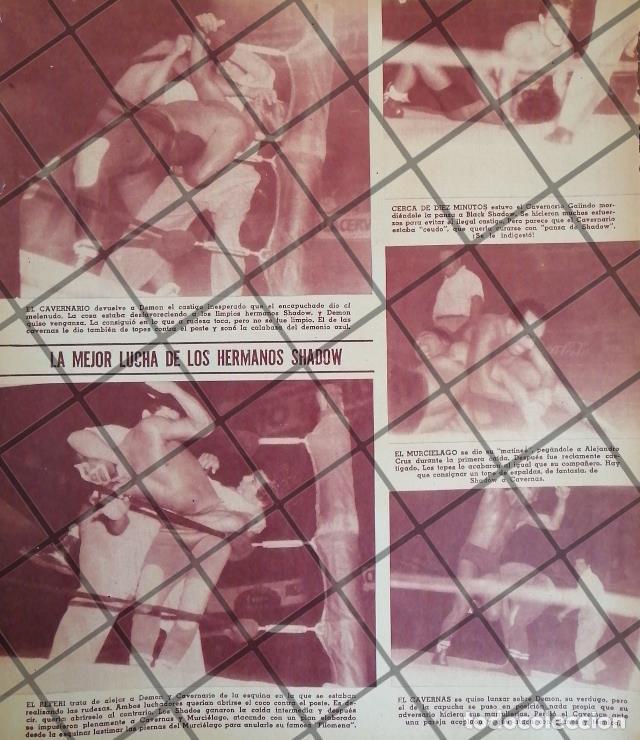 EL CAVERNARIO devuelve a Demon el castigo inesperado que el encapuchado dio al
melenudo. La cosa estaba desfavoreciendo a los limpios hermanos Shadow, y Demon
quiso venganza. La consiguió en lo que a rudeza toca, pero no se fue limpio. El de las
cavernas le dio también de topes contra el poste y sonó la calabaza del demonio azul.
LA MEJOR LUCHA DE LOS HERMANOS SHADOW
EL REFERI trata de alejar a Demon y Cavernario de la esquina en la que se estaban
realizando las rudezas. Ambos luchadores querían abrirse el coco contra el poste. Es de-
cir, quería abrírselo al contrario. Los Shadow ganaron la caída intermedia y después
se impusieron plenamente a Cavernas y Murciélago, atacando con un plan elaborado
desde la esquina: lastimar las piernas del Murciélago para anularle su famosa "Filomena".
CERCA DE DIEZ MINUTOS estuvo el Cavernario Galindo mor-
diéndole la panza a Black Shadow. Se hicieron muchos esfuer-
zos para evitar el ilegal castigo. Pero parece que el Cavernario
estaba "ceudo", que quería curarse con "pansa de Shadow".
¡Se le indigestó!
EL MURCIELAGO se dio su "matinée", pegándole a Alejandro
Cruz durante la primera caída. Después fue reciamente cas-
tigado. Los topes lo acabaron al igual que su compañero. Hay
que consignar un tope de espaldas, de fantasía, de
Shadow a Cavernas.
EL CAVERNAS se quiso lanzar sobre Demon, su verdugo, pero
el de la capucha se puso en actitud nada propia que su
adversario hiciera más
una pareja
todocoleccion